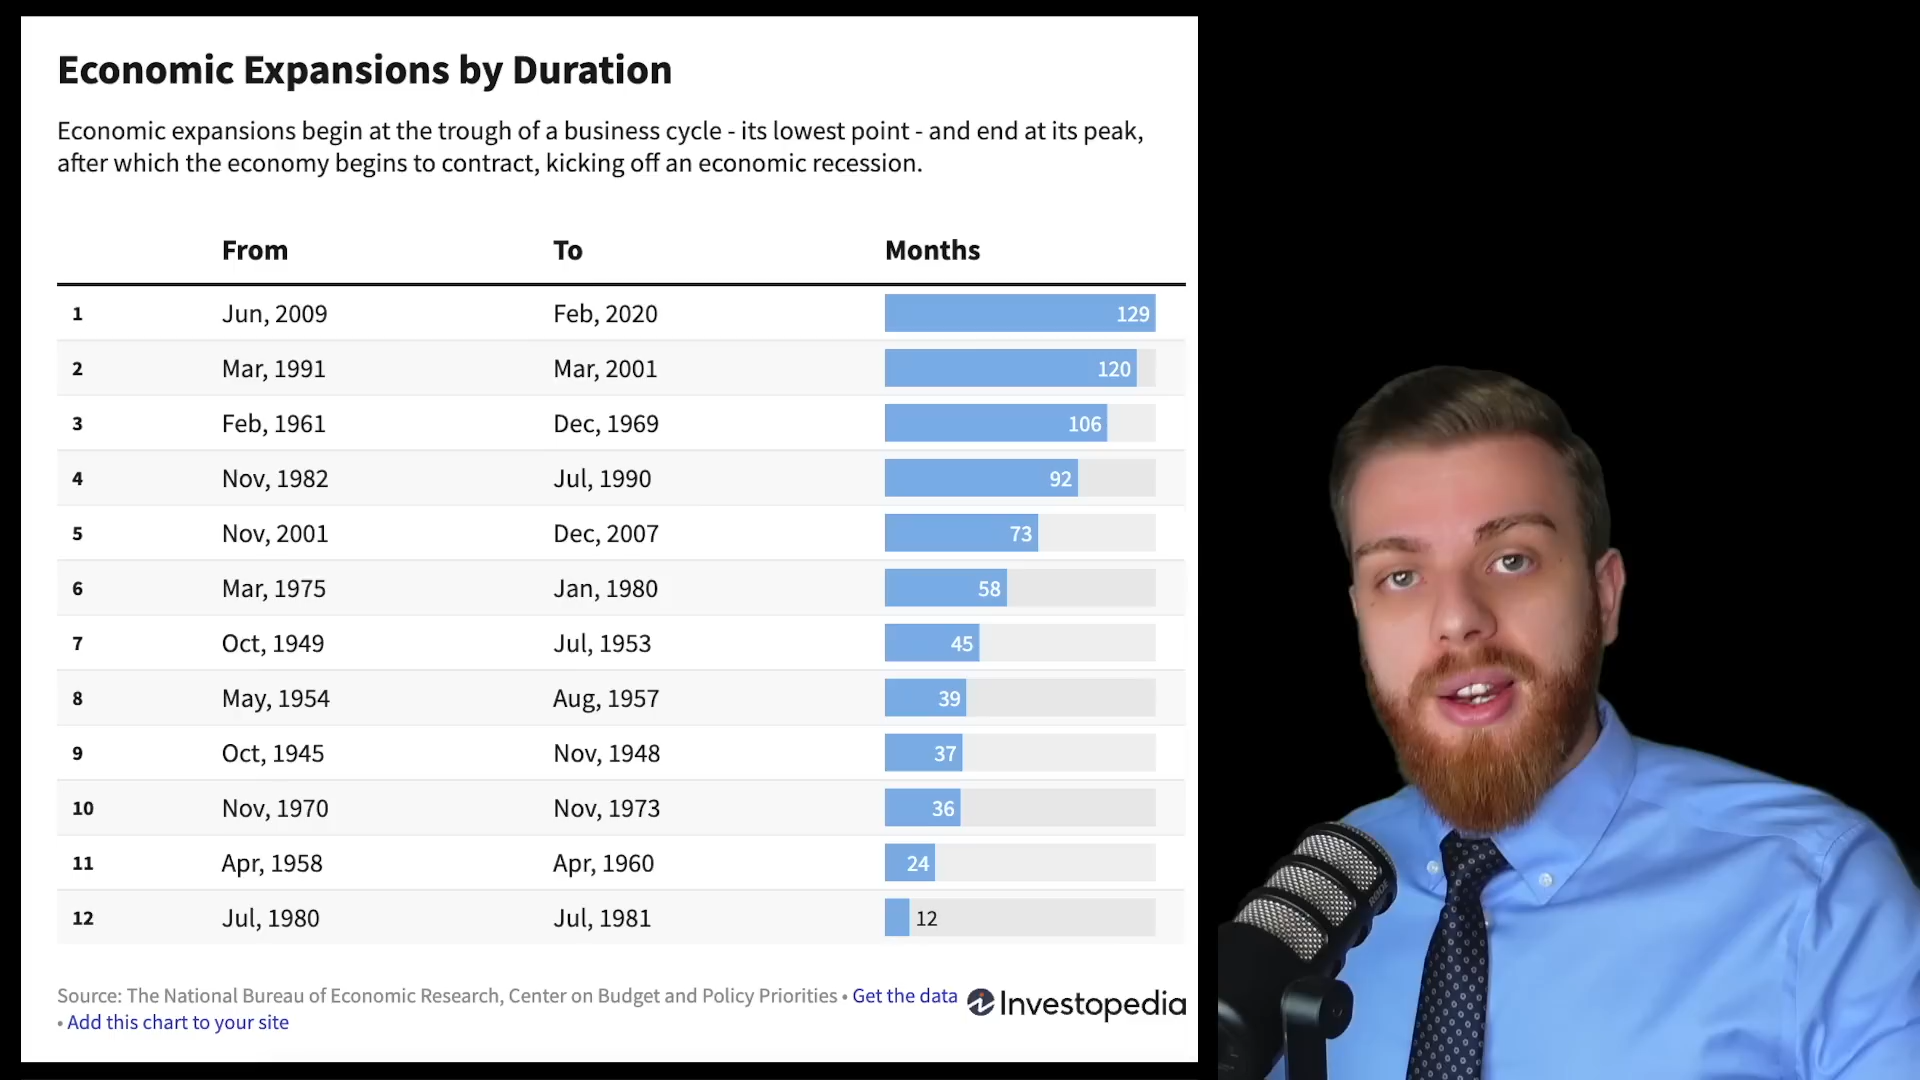 Economic Expansions by Duration
Economic expansions begin at the trough of a business cycle - its lowest point - and end at its peak,
after which the economy begins to contract, kicking off an economic recession.
From To Months
1 Jun, 2009 Feb, 2020 129
2 Mar, 1991 Mar, 2001 120
3 Feb, 1961 Dec, 1969 106
4 Nov, 1982 Jul, 1990 92
5 Nov, 2001 Dec, 2007 73
6 Mar, 1975 Jan, 1980 58
7 Oct, 1949 Jul, 1953 45
8 May, 1954 Aug, 1957 39
9 Oct, 1945 Nov, 1948 37
10 Nov, 1970 Nov, 1973 36
11 Apr, 1958 Apr, 1960 24
12 Jul, 1980 Jul, 1981 12
Source: The National Bureau of Economic Research, Center on Budget and Policy Priorities • Get the data
• Add this chart to your site
Investopedia
RODE